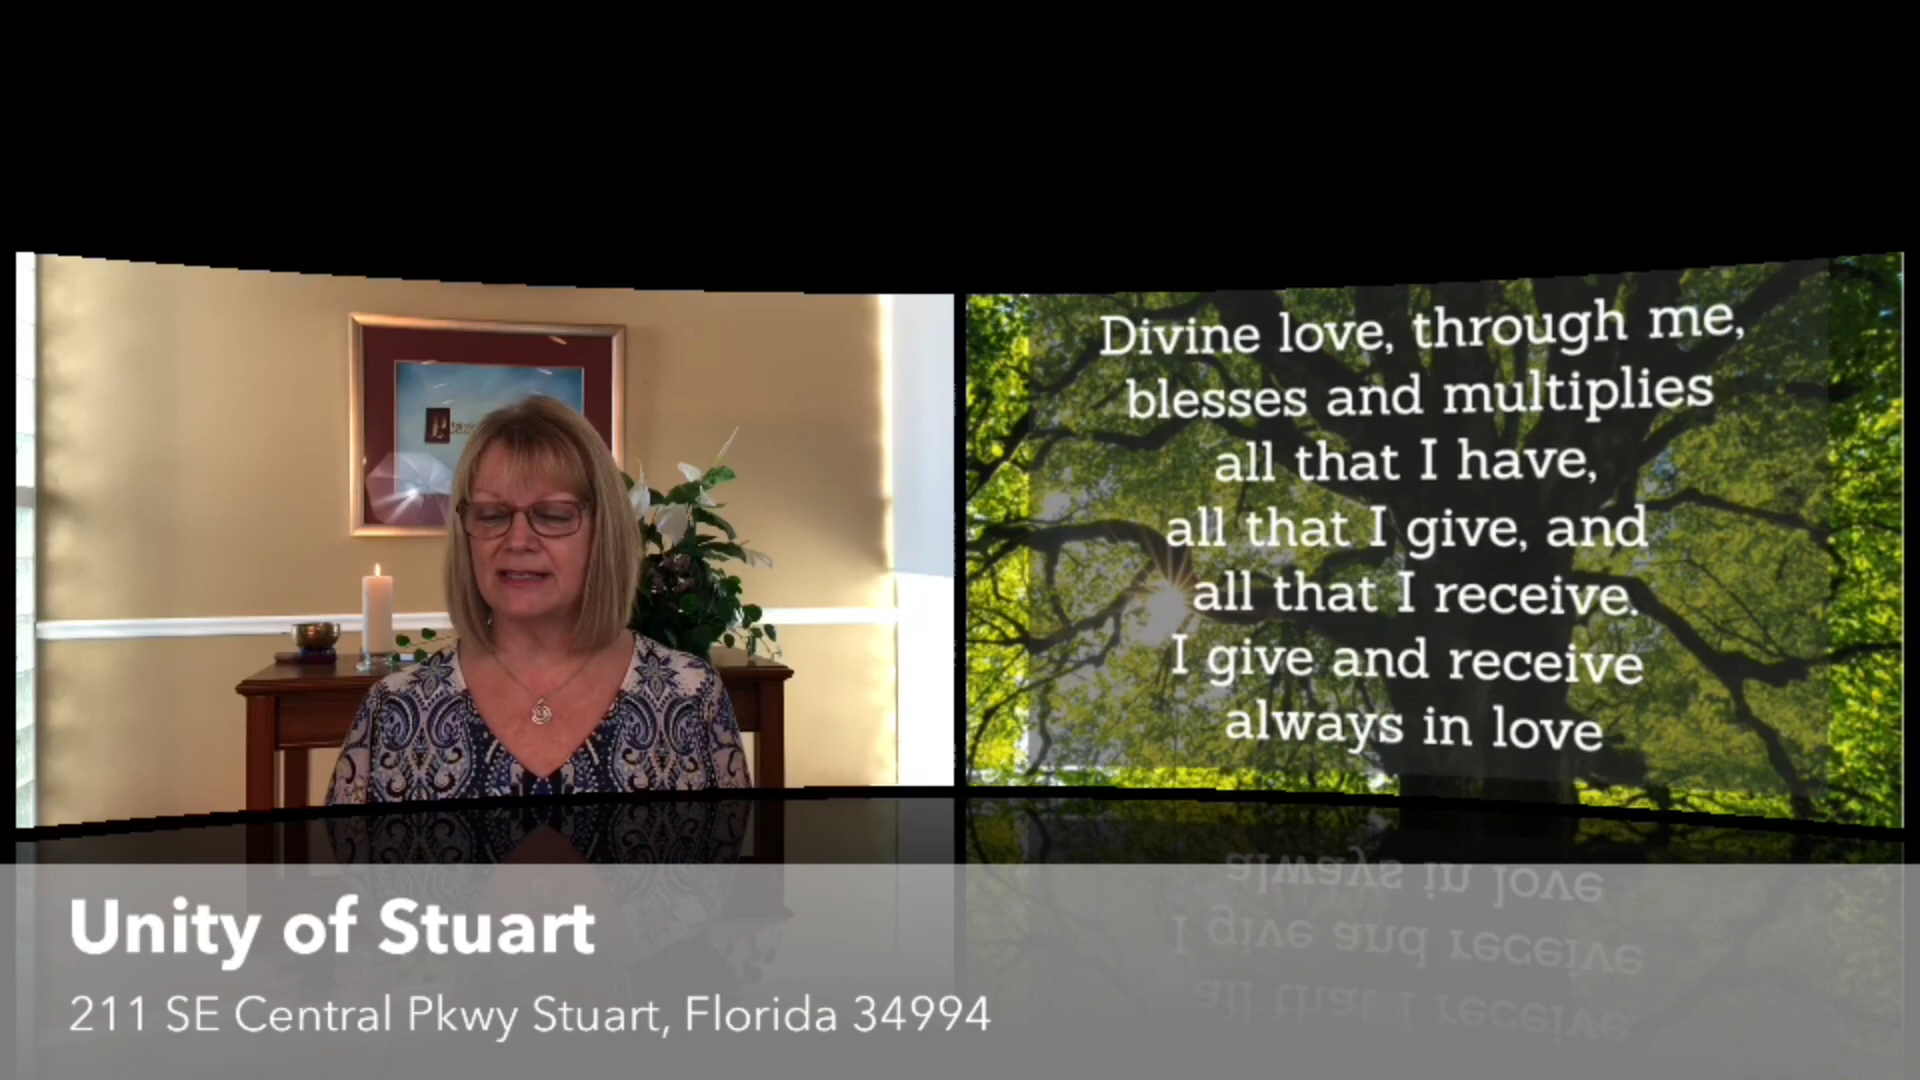 Divine love, through me,
blesses and multiplies
all that I have,
all that I give, and
all that I receive.
I give and receive
always in love
Unity of Stuart
211 SE Central Pkwy Stuart, Florida 34994